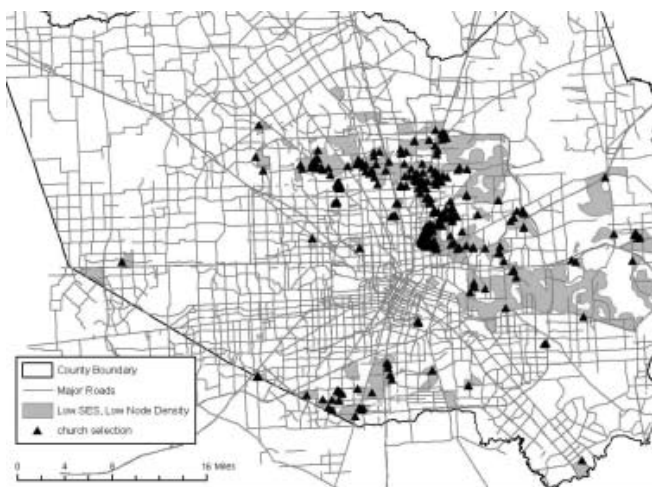 County Boundary
Major Roads
Low SES, Low Node Density
church selection
0 4 8 16 Miles